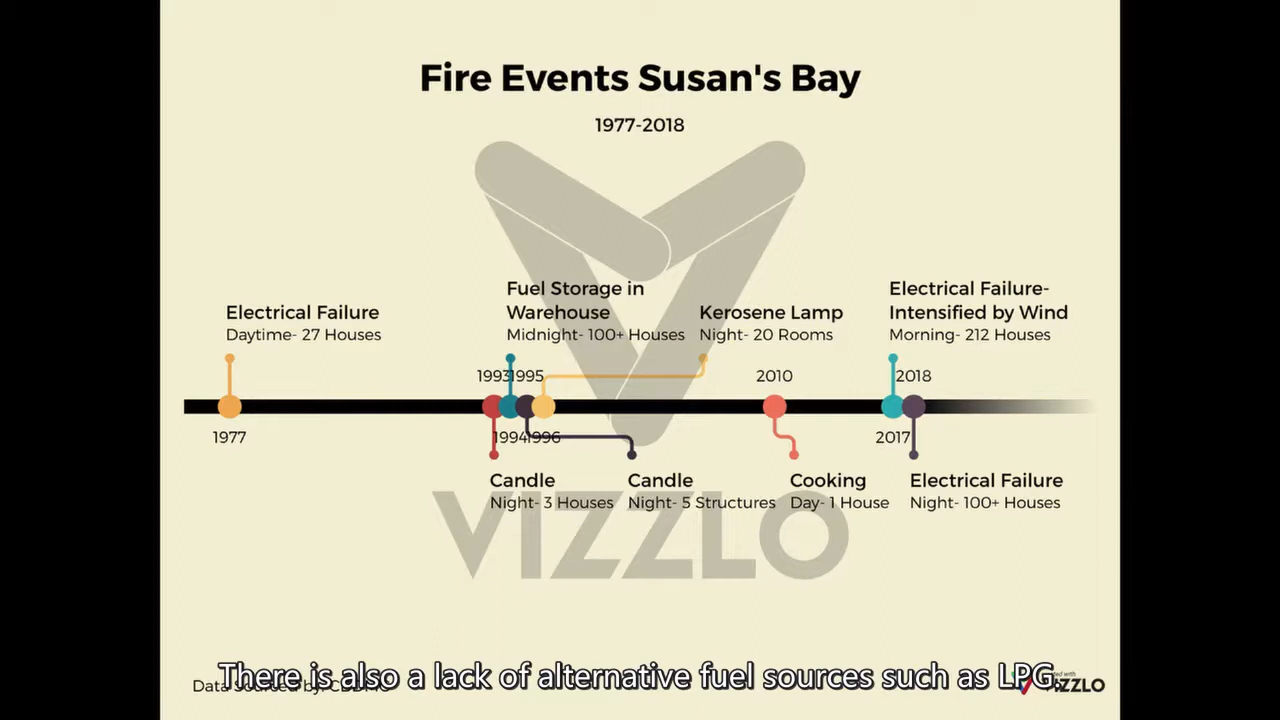 Fire Events Susan's Bay
1977-2018
Electrical Failure
Daytime- 27 Houses
Fuel Storage in
Warehouse
Midnight- 100+ Houses
Kerosene Lamp
Night- 20 Rooms
Electrical Failure-
Intensified by Wind
Morning- 212 Houses
1993
1995
2010
2018
1977
1994
1996
2017
Candle
Night- 3 Houses
Candle
Night- 5 Structures
Cooking
Day- 1 House
Electrical Failure
Night- 100+ Houses
VIZZLO
There is also a lack of alternative fuel sources such as LPG.
Data sourced by:
VIZZLO